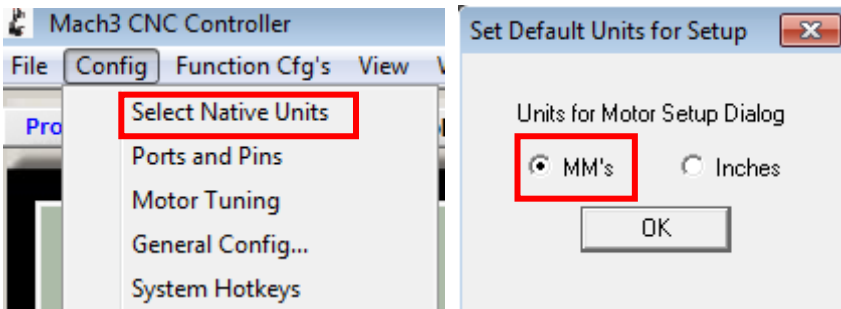 Mach3 CNC Controller
File Config Function Cfg's View
Pro
Select Native Units
Ports and Pins
Motor Tuning
General Config...
System Hotkeys
Set Default Units for Setup
Units for Motor Setup Dialog
MM's Inches
OK